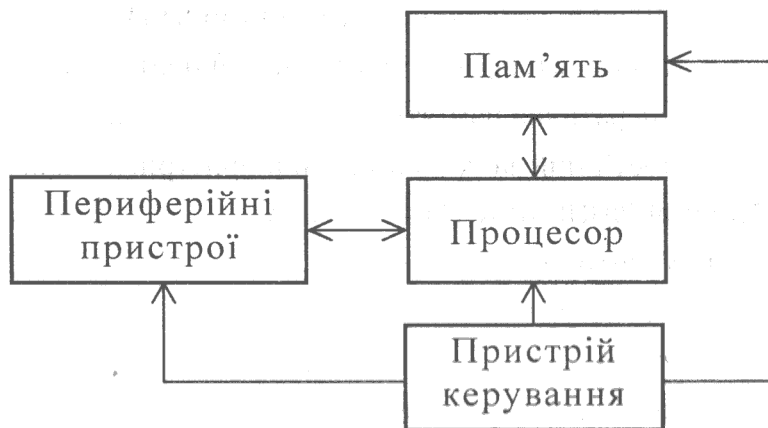 Пам’ять
Периферійні
пристрої
Процесор
Пристрій
керування